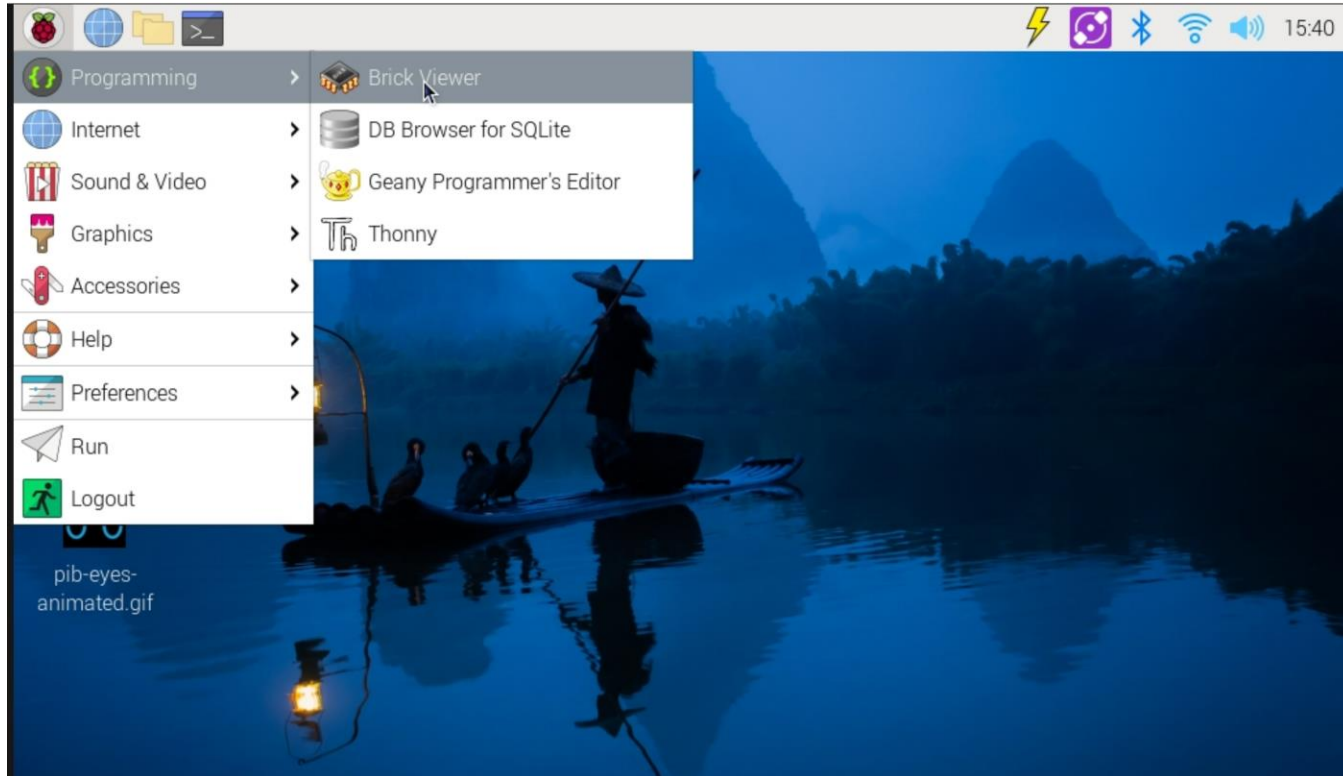 15:40
Programming
Brick Viewer
Internet
DB Browser for SQLite
Sound & Video
Geany Programmer's Editor
Graphics
Thonny
Accessories
Help
Preferences
Run
Logout
pib-eyes-
animated.gif